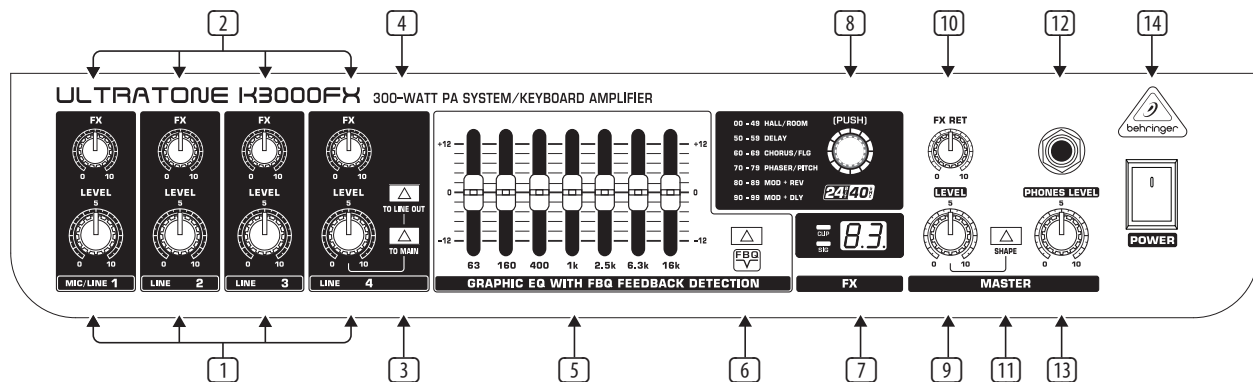 2 4 8 10 12 14
ULTRATONE K3000FX 300-WATT PA SYSTEM/KEYBOARD AMPLIFIER
FX FX FX FX
0 10 0 10 0 10 0 10
LEVEL LEVEL LEVEL LEVEL
5 5 5 5
0 10 0 10 0 10 0 10
TO LINE OUT
TO MAIN
MIC/LINE 1 LINE 2 LINE 3 LINE 4
+12 +12
0 0
-12 -12
63 160 400 1k 2.5k 6.3k 16k
FBQ
GRAPHIC EQ WITH FBQ FEEDBACK DETECTION
00 - 49 HALL/ROOM
50 - 59 DELAY
60 - 69 CHORUS/FLG
70 - 79 PHASER/PITCH
80 - 89 MOD + REV
90 - 99 MOD + DLY
(PUSH)
24 40
CLIP
SIG
83
FX
FX RET
0 10
LEVEL
5
0 10
SHAPE
PHONES LEVEL
5
0 10
MASTER
behringer
POWER
1 3 5 6 7 9 11 13